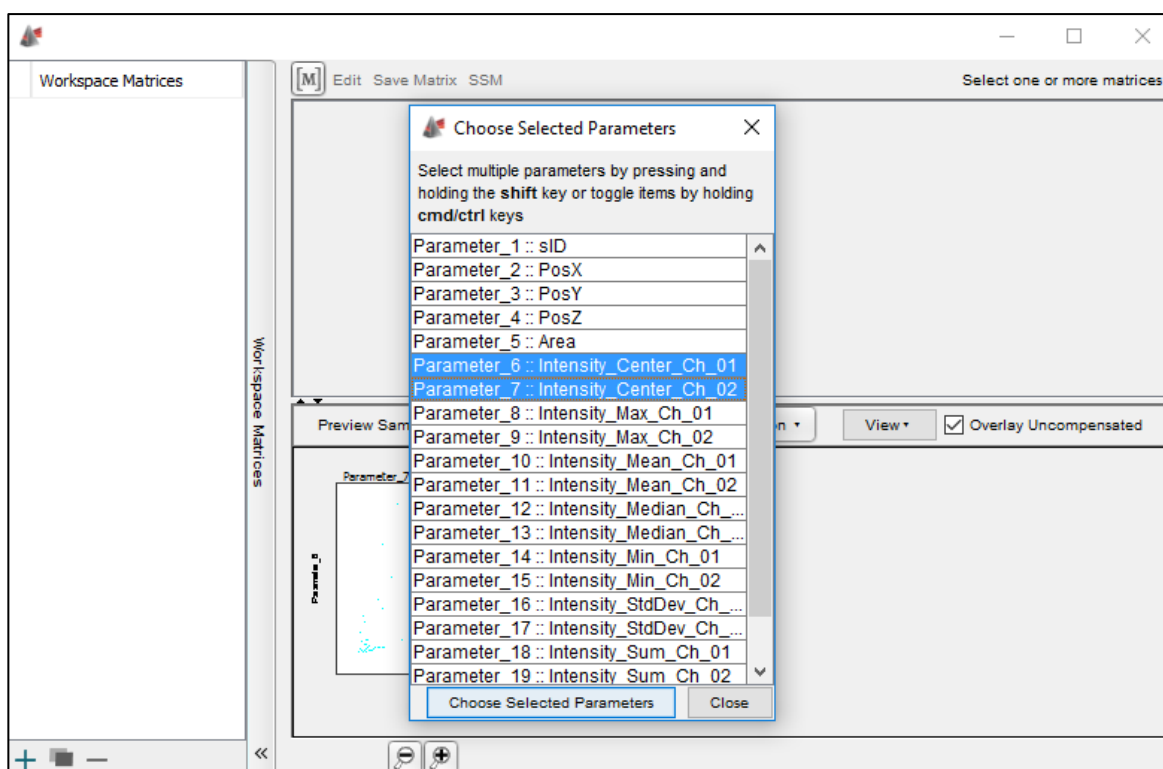 Workspace Matrices
[M] Edit Save Matrix SSM
Select one or more matrices
Choose Selected Parameters
Select multiple parameters by pressing and
holding the shift key or toggle items by holding
cmd/ctrl keys
Parameter_1 :: sID
Parameter_2 :: PosX
Parameter_3 :: PosY
Parameter_4 :: PosZ
Parameter_5 :: Area
Parameter_6 :: Intensity_Center_Ch_01
Parameter_7 :: Intensity_Center_Ch_02
Parameter_8 :: Intensity_Max_Ch_01
Parameter_9 :: Intensity_Max_Ch_02
Parameter_10 :: Intensity_Mean_Ch_01
Parameter_11 :: Intensity_Mean_Ch_02
Parameter_12 :: Intensity_Median_Ch_...
Parameter_13 :: Intensity_Median_Ch_...
Parameter_14 :: Intensity_Min_Ch_01
Parameter_15 :: Intensity_Min_Ch_02
Parameter_16 :: Intensity_StdDev_Ch_...
Parameter_17 :: Intensity_StdDev_Ch_...
Parameter_18 :: Intensity_Sum_Ch_01
Parameter_19 :: Intensity_Sum_Ch_02
Choose Selected Parameters
Close
Workspace Matrices
Preview Sam
n
View
Overlay Uncompensated
Parameter_7